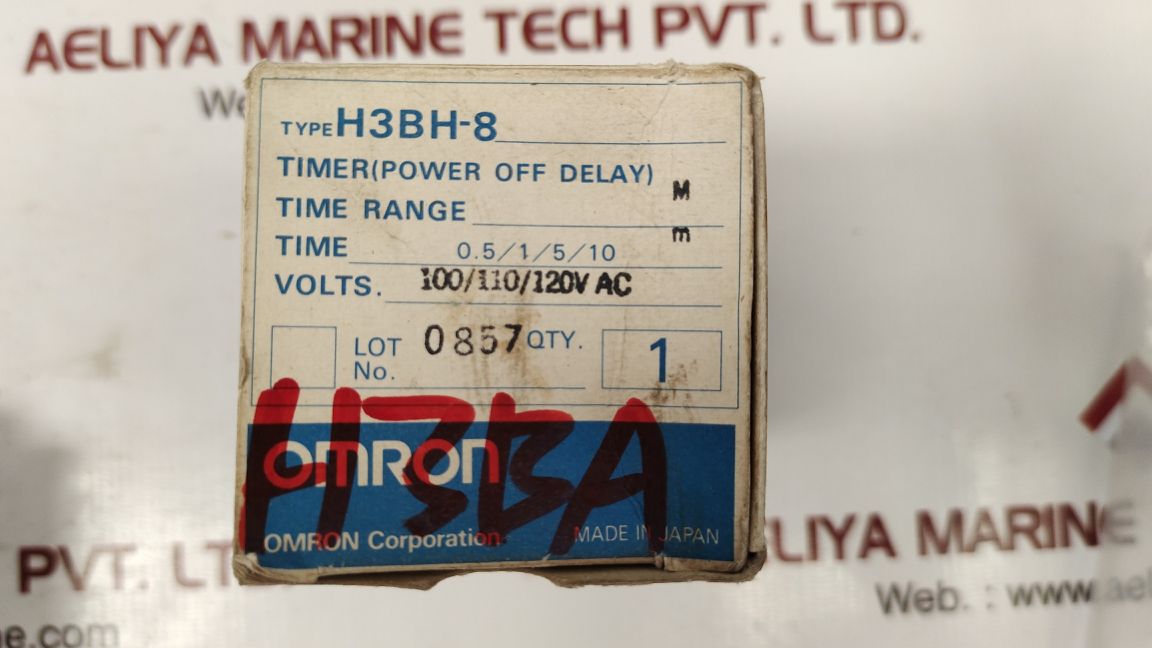 AELIYA MARINE TECH PVT. LTD.
TYPE H3BH-8
TIMER(POWER OFF DELAY)
M
TIME RANGE
m
TIME 0.5/1/5/10
VOLTS. 100/110/120V AC
LOT No. 0857 QTY. 1
H3BA
OMRON
OMRON Corporation MADE IN JAPAN
PVT. LT
LIYA MARINE
Web. : www.ael
e.com